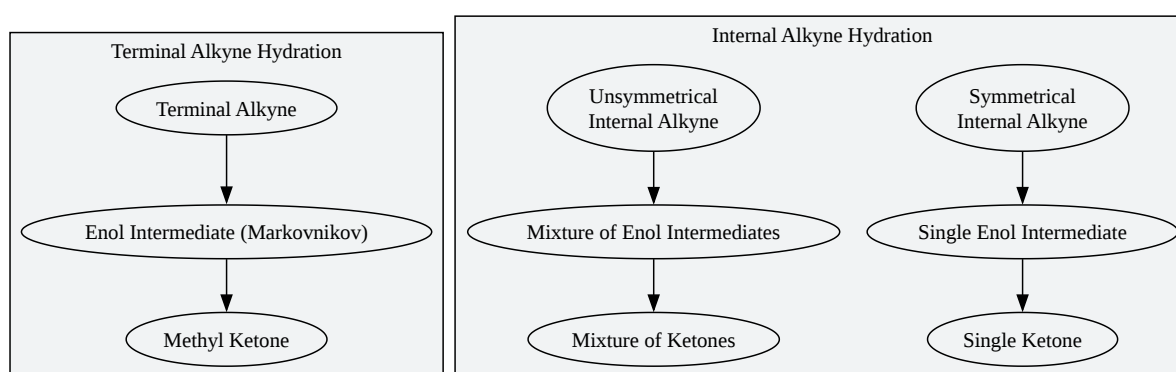 Terminal Alkyne Hydration
Terminal Alkyne
Enol Intermediate (Markovnikov)
Methyl Ketone
Internal Alkyne Hydration
Unsymmetrical
Internal Alkyne
Mixture of Enol Intermediates
Mixture of Ketones
Symmetrical
Internal Alkyne
Single Enol Intermediate
Single Ketone